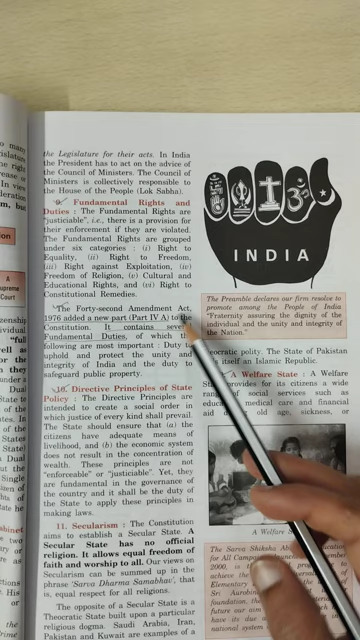 the Legislature for their acts. In India
the President has to act on the advice of
the Council of Ministers. The Council of
Ministers is collectively responsible to
the House of the People (Lok Sabha).
9. Fundamental Rights and
Duties : The Fundamental Rights are
"justiciable", i.e., there is a provision for
their enforcement if they are violated.
The Fundamental Rights are grouped
under six categories : (i) Right to
Equality, (ii) Right to Freedom,
(iii) Right against Exploitation, (iv)
Freedom of Religion, (v) Cultural and
Educational Rights, and (vi) Right to
Constitutional Remedies.
The Forty-second Amendment Act,
1976 added a new part (Part IV A) to the
Constitution. It contains
Fundamental Duties, of which the
following are most important : Duty to
uphold and protect the unity and
integrity of India and the duty to
safeguard public property.
10. Directive Principles of State
Policy : The Directive Principles are
intended to create a social order in
which justice of every kind shall prevail.
The State should ensure that (a) the
citizens have adequate means of
livelihood, and (b) the economic system
does not result in the concentration of
wealth. These principles are not
"enforceable" or "justiciable". Yet, they
are fundamental in the governance of
the country and it shall be the duty of
the State to apply these principles in
making laws.
11. Secularism : The Constitution
aims to establish a Secular State. A
Secular State has no official
religion. It allows equal freedom of
faith and worship to all. Our views on
Secularism can be summed up in the
phrase 'Sarva Dharma Samabhav', that
is, equal respect for all religions.
The opposite of a Secular State is a
Theocratic State built upon a particular
religious dogma. Saudi Arabia, Iran,
Pakistan and Kuwait are examples of a
INDIA
The Preamble declares our firm resolve to
promote among the People of India
"Fraternity assuring the dignity of the
individual and the unity and integrity of
the Nation."
theocratic polity. The State of Pakistan
itself an Islamic Republic.
A Welfare State : A Welfare
State provides for its citizens a wide
range of social services such as
medical care and financial
aid old age, sickness, or
A Welfare
The Sarva Shiksha
for All
2000, is
achieve the
Elementary
of Sri
foundation, the
future our
its
national system